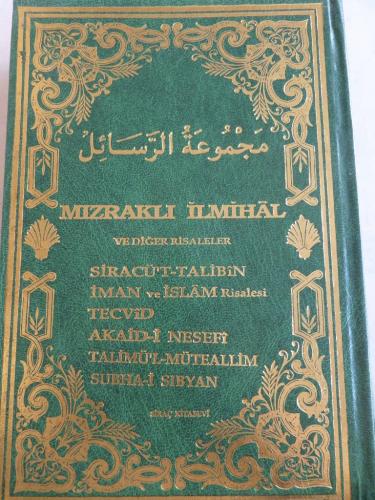 مَجْمُوعَةُ الرَّسَائِلْ
MIZRAKLI İLMİHÂL
VE DİĞER RİSALELER
SİRACÜ'T-TALİBİN
İMAN ve İSLÂM Risalesi
TECVİD
AKAİD-İ NESEFİ
TALİMÜ'L-MÜTEALLİM
SUBHA-İ SIBYAN
SİRAÇ KİTABEVİ